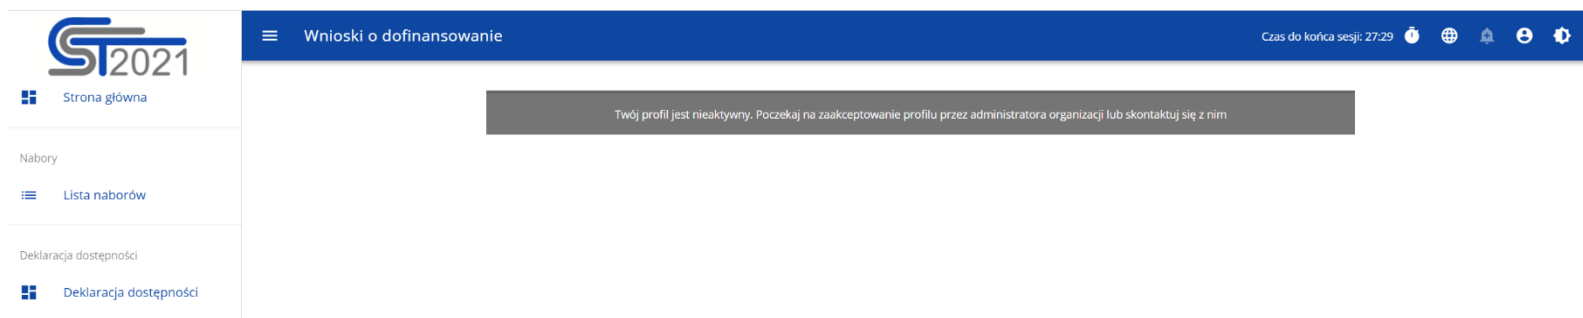 CST2021
Wnioski o dofinansowanie
Czas do końca sesji: 27:29
Strona główna
Twój profil jest nieaktywny. Poczekaj na zaakceptowanie profilu przez administratora organizacji lub skontaktuj się z nim
Nabory
Lista naborów
Deklaracja dostępności
Deklaracja dostępności